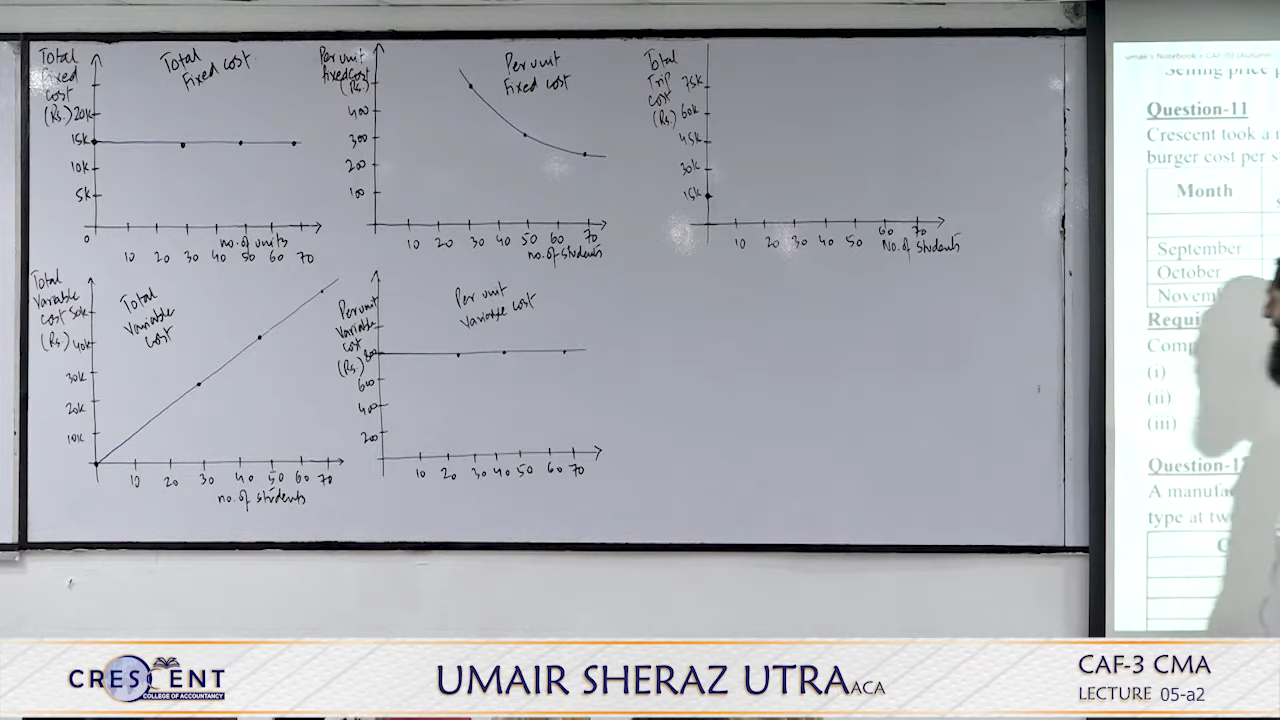 Total
Fixed
cost
(Rs.) 20k
15k
10k
5k
0
Total
Fixed cost
10 20 30 40 50 60 70
no. of units
Per unit
fixed cost
(Rs.)
400
300
200
100
Per unit
Fixed cost
10 20 30 40 50 60 70
no. of students
Total
Trip
cost
(Rs.)
75k
60k
45k
30k
15k
10 20 30 40 50 60 70
No. of students
Total
Variable
cost 50k
(Rs) 40k
30k
20k
10k
Total
Variable
cost
10 20 30 40 50 60 70
no. of students
Per unit
Variable
cost
(Rs.)
800
600
400
200
Per unit
Variable cost
10 20 30 40 50 60 70
umair's Notebook > CAF-03 (Autumn
Selling price p
Question-11
Crescent took a
burger cost per s
Month
September
October
Novem
Requi
Comp
(i)
(ii)
(iii)
Question-1
A manufa
type at tw
CRESCENT
COLLEGE OF ACCOUNTANCY
UMAIR SHERAZ UTRA ACA
CAF-3 CMA
LECTURE 05-a2